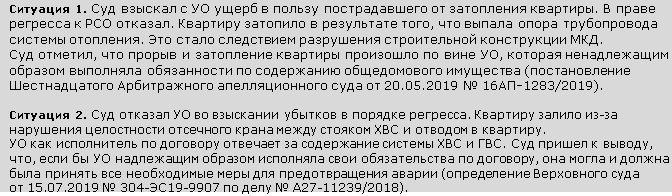 Ситуация 1. Суд взыскал с УО ущерб в пользу пострадавшего от затопления квартиры. В праве
регресса к РСО отказал. Квартиру затопило в результате того, что выпала опора трубопровода
системы отопления. Это стало следствием разрушения строительной конструкции МКД.
Суд отметил, что прорыв и затопление квартиры произошло по вине УО, которая ненадлежащим
образом выполняла обязанности по содержанию общедомового имущества (постановление
Шестнадцатого Арбитражного апелляционного суда от 20.05.2019 № 16АП-1283/2019).
Ситуация 2. Суд отказал УО во взыскании убытков в порядке регресса. Квартиру залило из-за
нарушения целостности отсечного крана между стояком ХВС и отводом в квартиру.
УО как исполнитель по договору отвечает за содержание системы ХВС и ГВС. Суд пришел к выводу,
что, если бы УО надлежащим образом исполняла свои обязательства по договору, она могла и должна
была принять все необходимые меры для предотвращения аварии (определение Верховного суда
от 15.07.2019 № 304-ЭС19-9907 по делу № А27-11239/2018).